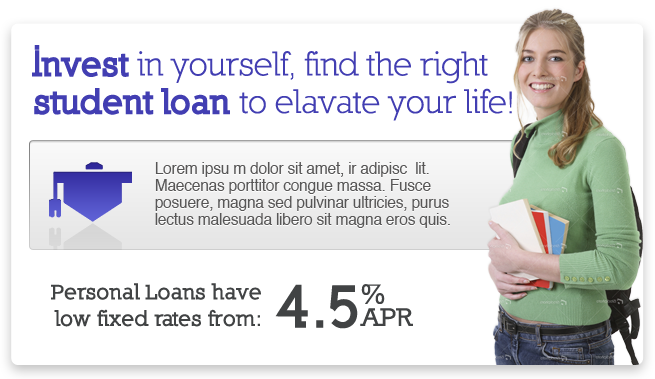 Invest in yourself, find the right
student loan to elavate your life!
Lorem ipsu m dolor sit amet, ir adipisc lit.
Maecenas porttitor congue massa. Fusce
posuere, magna sed pulvinar ultricies, purus
lectus malesuada libero sit magna eros quis.
Personal Loans have
low fixed rates from:
4.5% APR